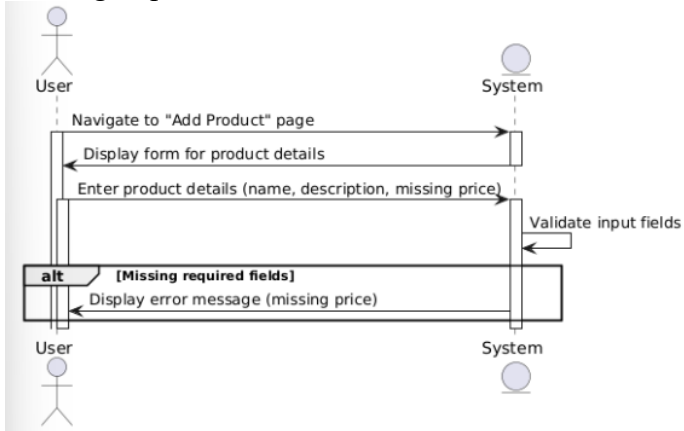 User
System
Navigate to "Add Product" page
Display form for product details
Enter product details (name, description, missing price)
Validate input fields
alt [Missing required fields]
Display error message (missing price)
User
System